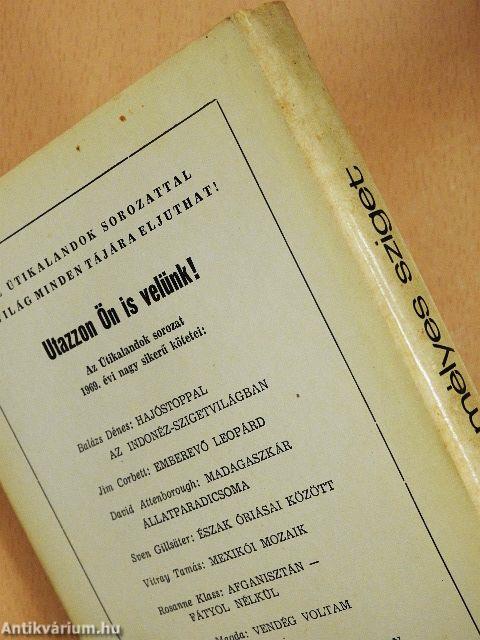 ÚTIKALANDOK SOROZATTAL
VILÁG MINDEN TÁJÁRA ELJUTHAT!
Utazzon Ön is velünk!
Az Útikalandok sorozat
1969. évi nagy sikerű kötetei:
Balázs Dénes: HAJÓSTOPPAL
AZ INDONÉZ-SZIGETVILÁGBAN
Jim Corbett: EMBEREVŐ LEOPÁRD
David Attenborough: MADAGASZKÁR
ÁLLATPARADICSOMA
Sven Gillsäter: ÉSZAK ÓRIÁSAI KÖZÖTT
Vitray Tamás: MEXIKÓI MOZAIK
Rosanne Klass: AFGANISZTÁN —
FÁTYOL NÉLKÜL
Magda: VENDÉG VOLTAM
mélyes sziget
Antikvárium.hu